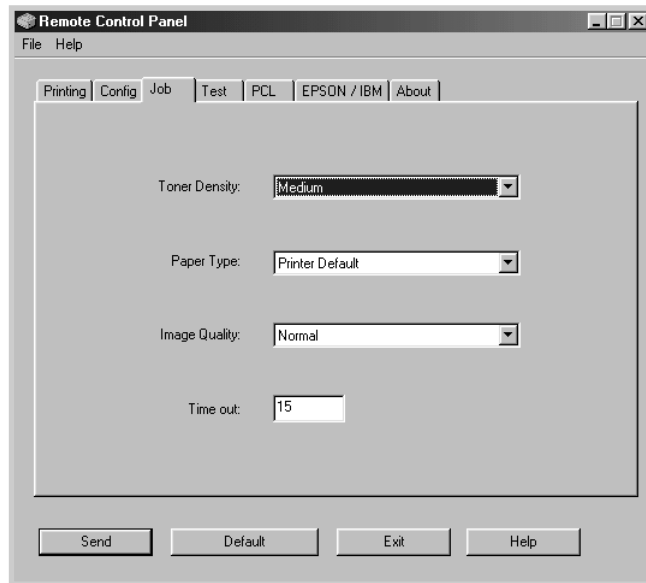 Remote Control Panel
File Help
Printing Config Job Test PCL EPSON / IBM About
Toner Density: Medium
Paper Type: Printer Default
Image Quality: Normal
Time out: 15
Send Default Exit Help